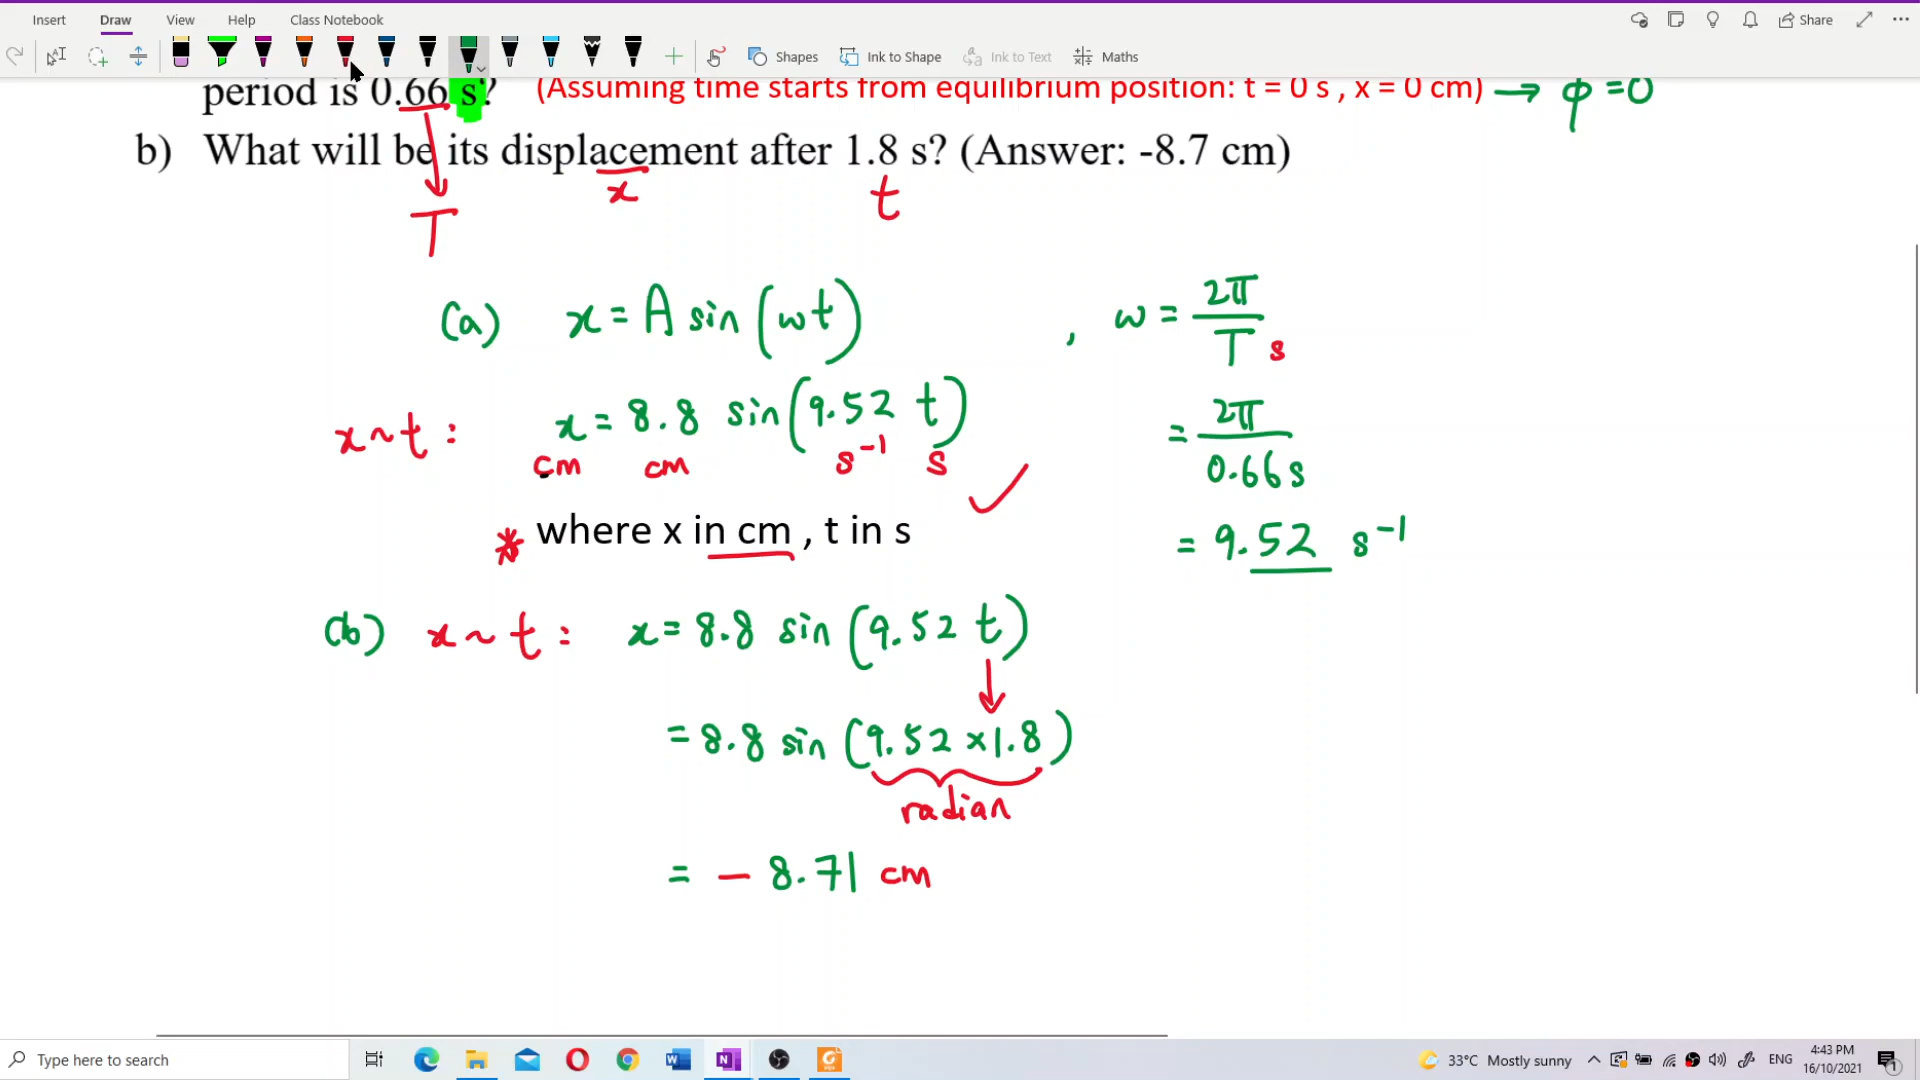 Insert Draw View Help Class Notebook Share
Shapes Ink to Shape Ink to Text Maths
period is 0.66 s? (Assuming time starts from equilibrium position: t = 0 s , x = 0 cm) → φ = 0
b) What will be its displacement after 1.8 s? (Answer: -8.7 cm)
T x t
(a) x = A sin (ωt) , ω = 2π / T s
x ~ t : x = 8.8 sin (9.52 t) = 2π / 0.66 s
cm cm s⁻¹ s
* where x in cm , t in s = 9.52 s⁻¹
(b) x ~ t : x = 8.8 sin (9.52 t)
= 8.8 sin (9.52 × 1.8)
radian
= - 8.71 cm
Type here to search 33°C Mostly sunny ENG 4:43 PM
16/10/2021